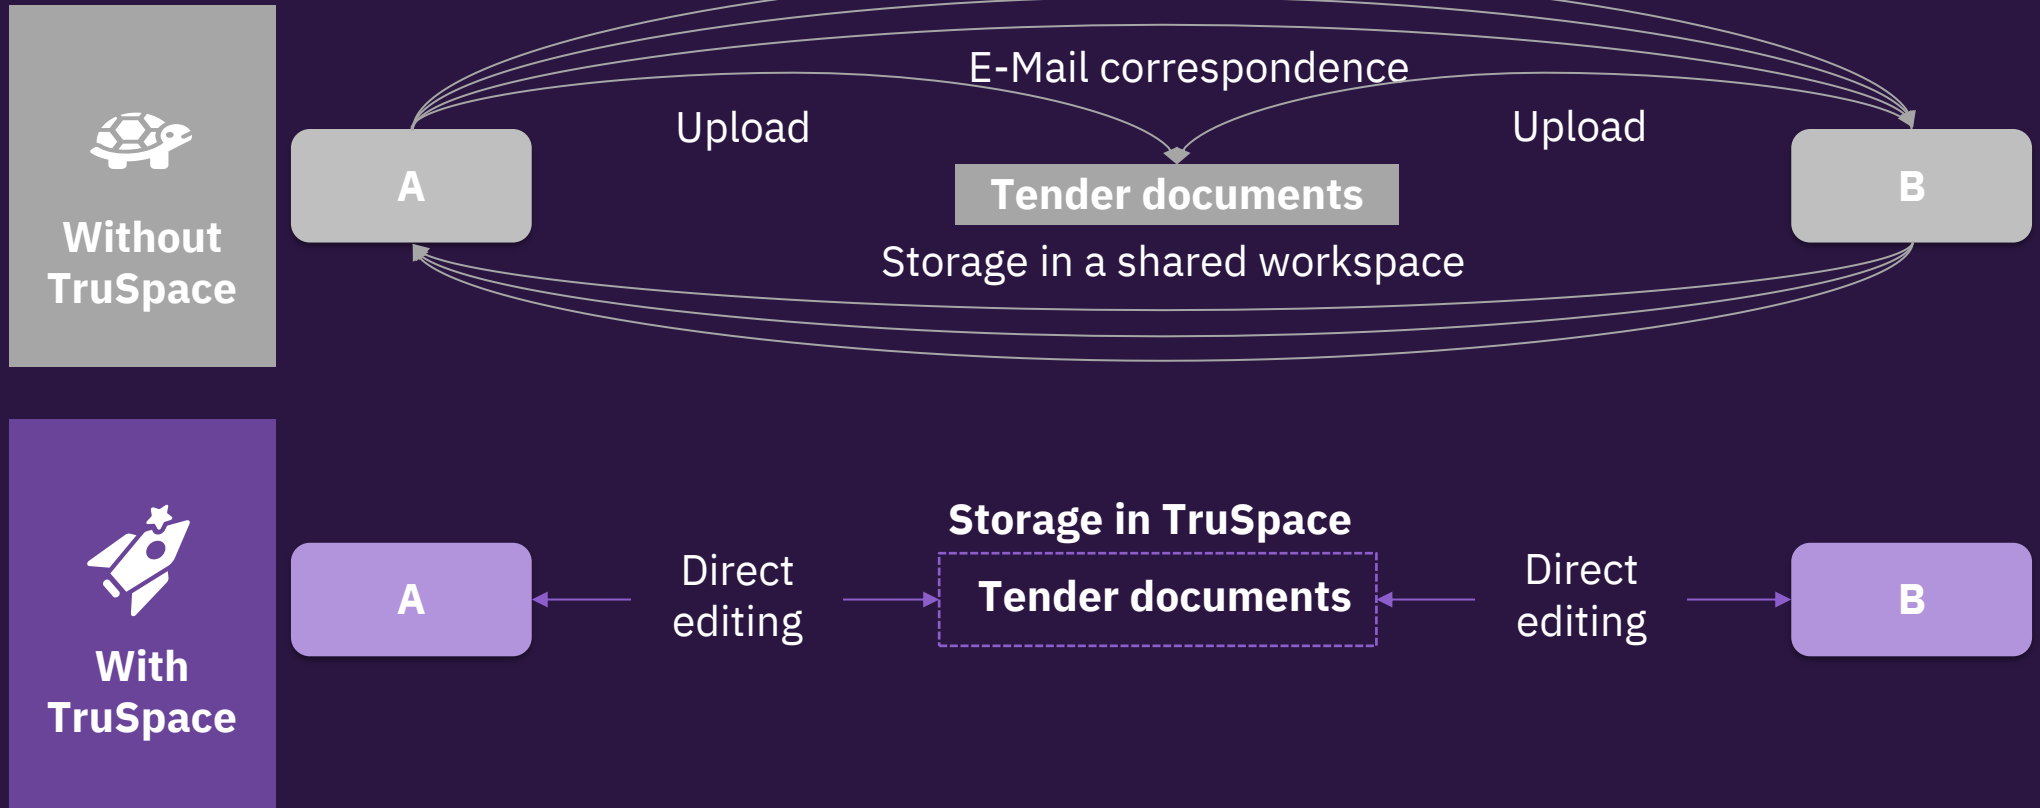 E-Mail correspondence
Upload
Upload
A
Tender documents
B
Without
TruSpace
Storage in a shared workspace
Storage in TruSpace
Direct
editing
Direct
editing
A
Tender documents
B
With
TruSpace